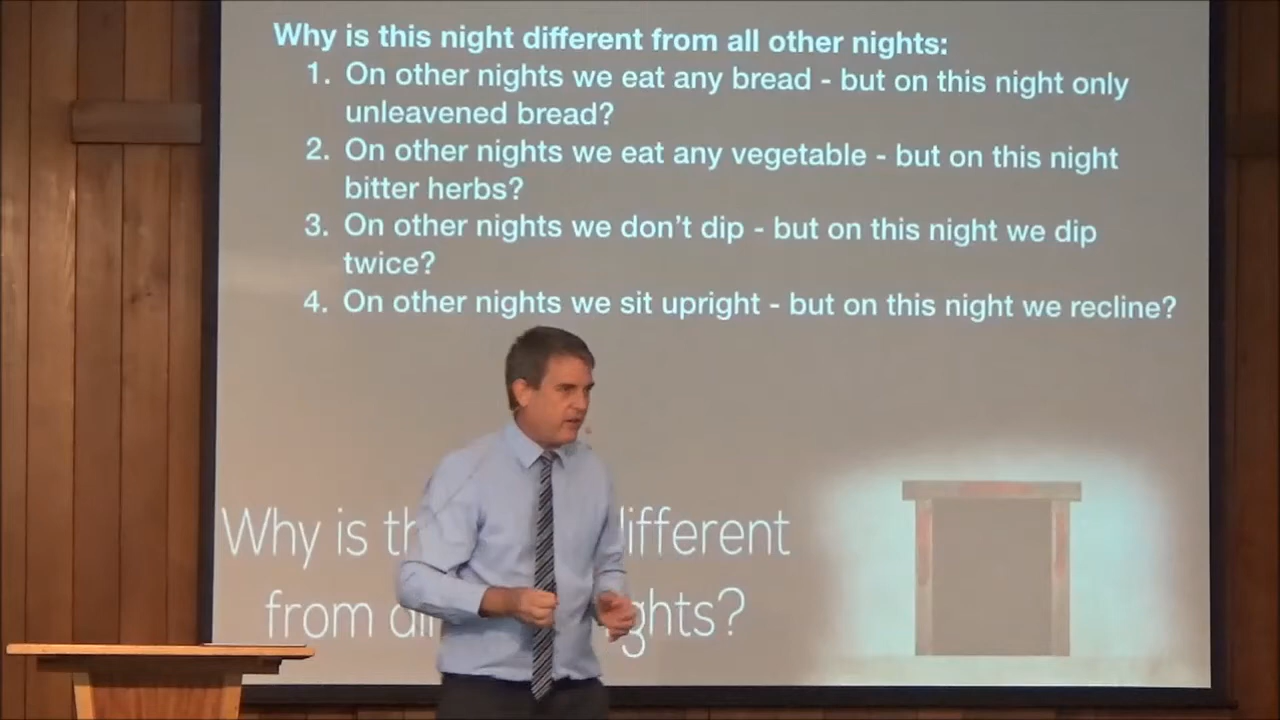 Why is this night different from all other nights:
1. On other nights we eat any bread - but on this night only
unleavened bread?
2. On other nights we eat any vegetable - but on this night
bitter herbs?
3. On other nights we don't dip - but on this night we dip
twice?
4. On other nights we sit upright - but on this night we recline?
Why is different
from